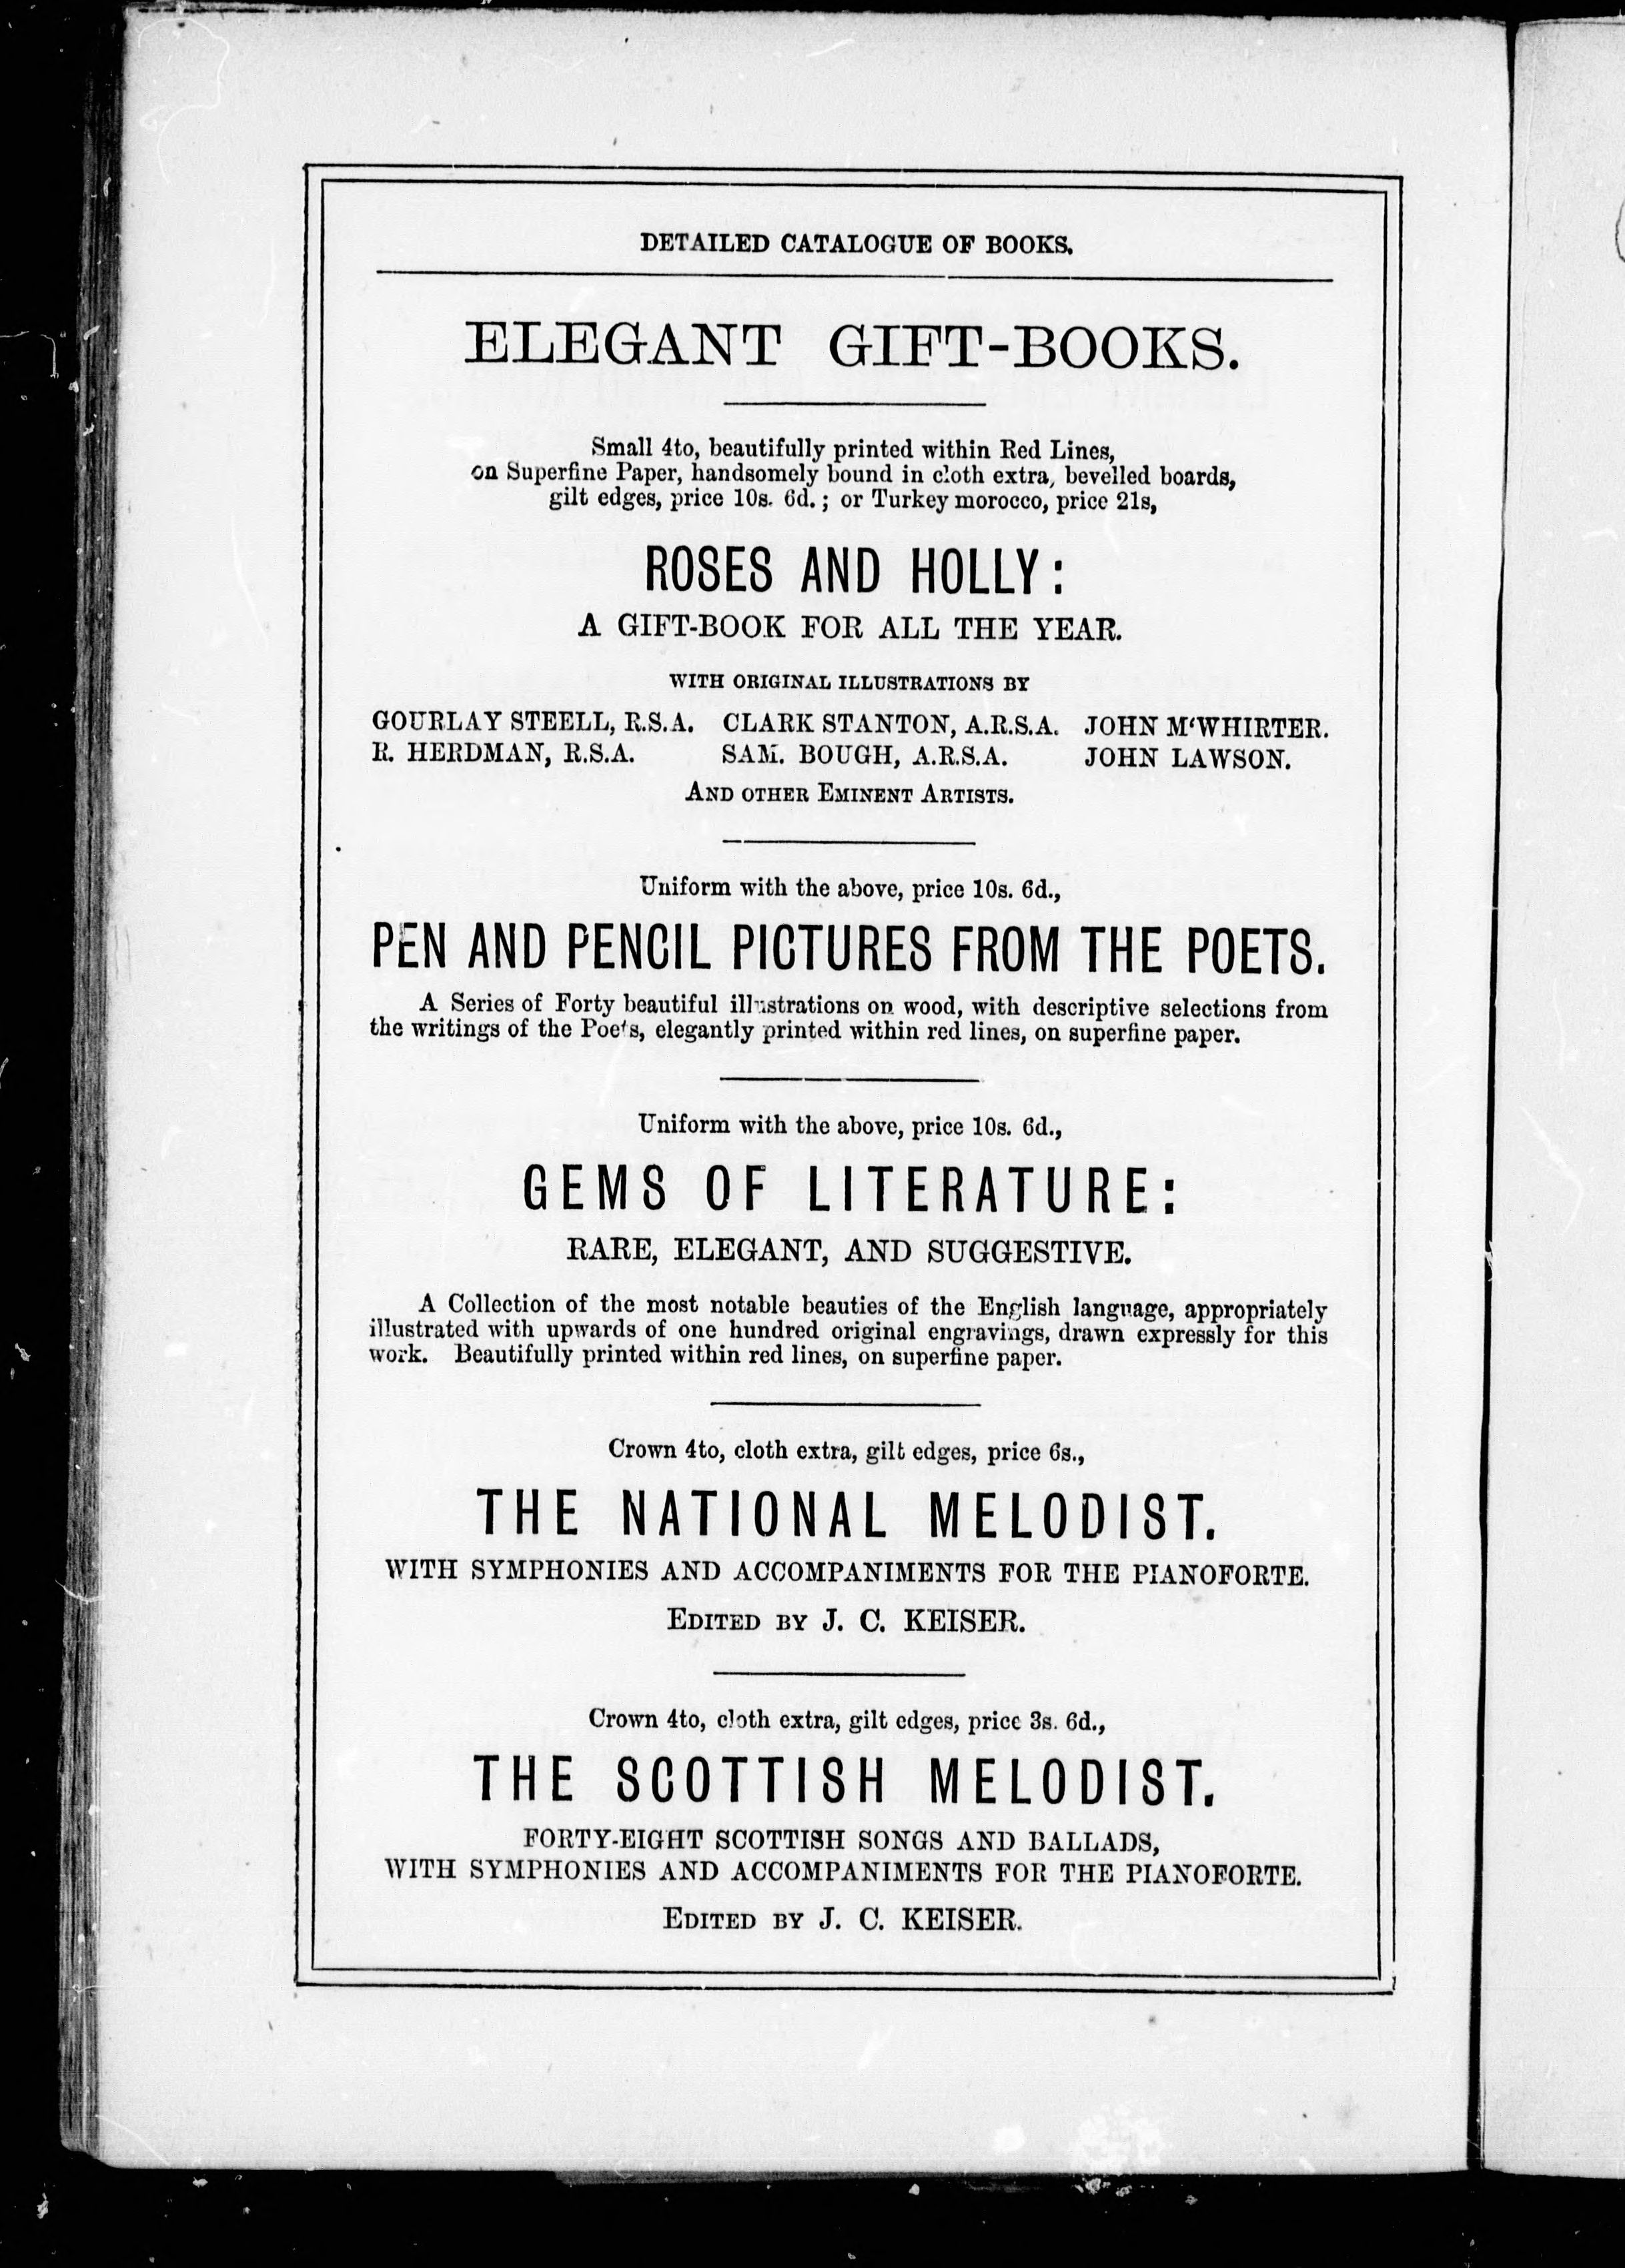 DETAILED CATALOGUE OF BOOKS.
ELEGANT GIFT-BOOKS.
Small 4to, beautifully printed within Red Lines,
on Superfine Paper, handsomely bound in cloth extra, bevelled boards,
gilt edges, price 10s. 6d.; or Turkey morocco, price 21s,
ROSES AND HOLLY:
A GIFT-BOOK FOR ALL THE YEAR.
WITH ORIGINAL ILLUSTRATIONS BY
GOURLAY STEELL, R.S.A. CLARK STANTON, A.R.S.A. JOHN M‘WHIRTER.
R. HERDMAN, R.S.A. SAM. BOUGH, A.R.S.A. JOHN LAWSON.
AND OTHER EMINENT ARTISTS.
Uniform with the above, price 10s. 6d.,
PEN AND PENCIL PICTURES FROM THE POETS.
A Series of Forty beautiful illustrations on wood, with descriptive selections from
the writings of the Poets, elegantly printed within red lines, on superfine paper.
Uniform with the above, price 10s. 6d.,
GEMS OF LITERATURE:
RARE, ELEGANT, AND SUGGESTIVE.
A Collection of the most notable beauties of the English language, appropriately
illustrated with upwards of one hundred original engravings, drawn expressly for this
work. Beautifully printed within red lines, on superfine paper.
Crown 4to, cloth extra, gilt edges, price 6s.,
THE NATIONAL MELODIST.
WITH SYMPHONIES AND ACCOMPANIMENTS FOR THE PIANOFORTE.
EDITED BY J. C. KEISER.
Crown 4to, cloth extra, gilt edges, price 3s. 6d.,
THE SCOTTISH MELODIST.
FORTY-EIGHT SCOTTISH SONGS AND BALLADS,
WITH SYMPHONIES AND ACCOMPANIMENTS FOR THE PIANOFORTE.
EDITED BY J. C. KEISER.